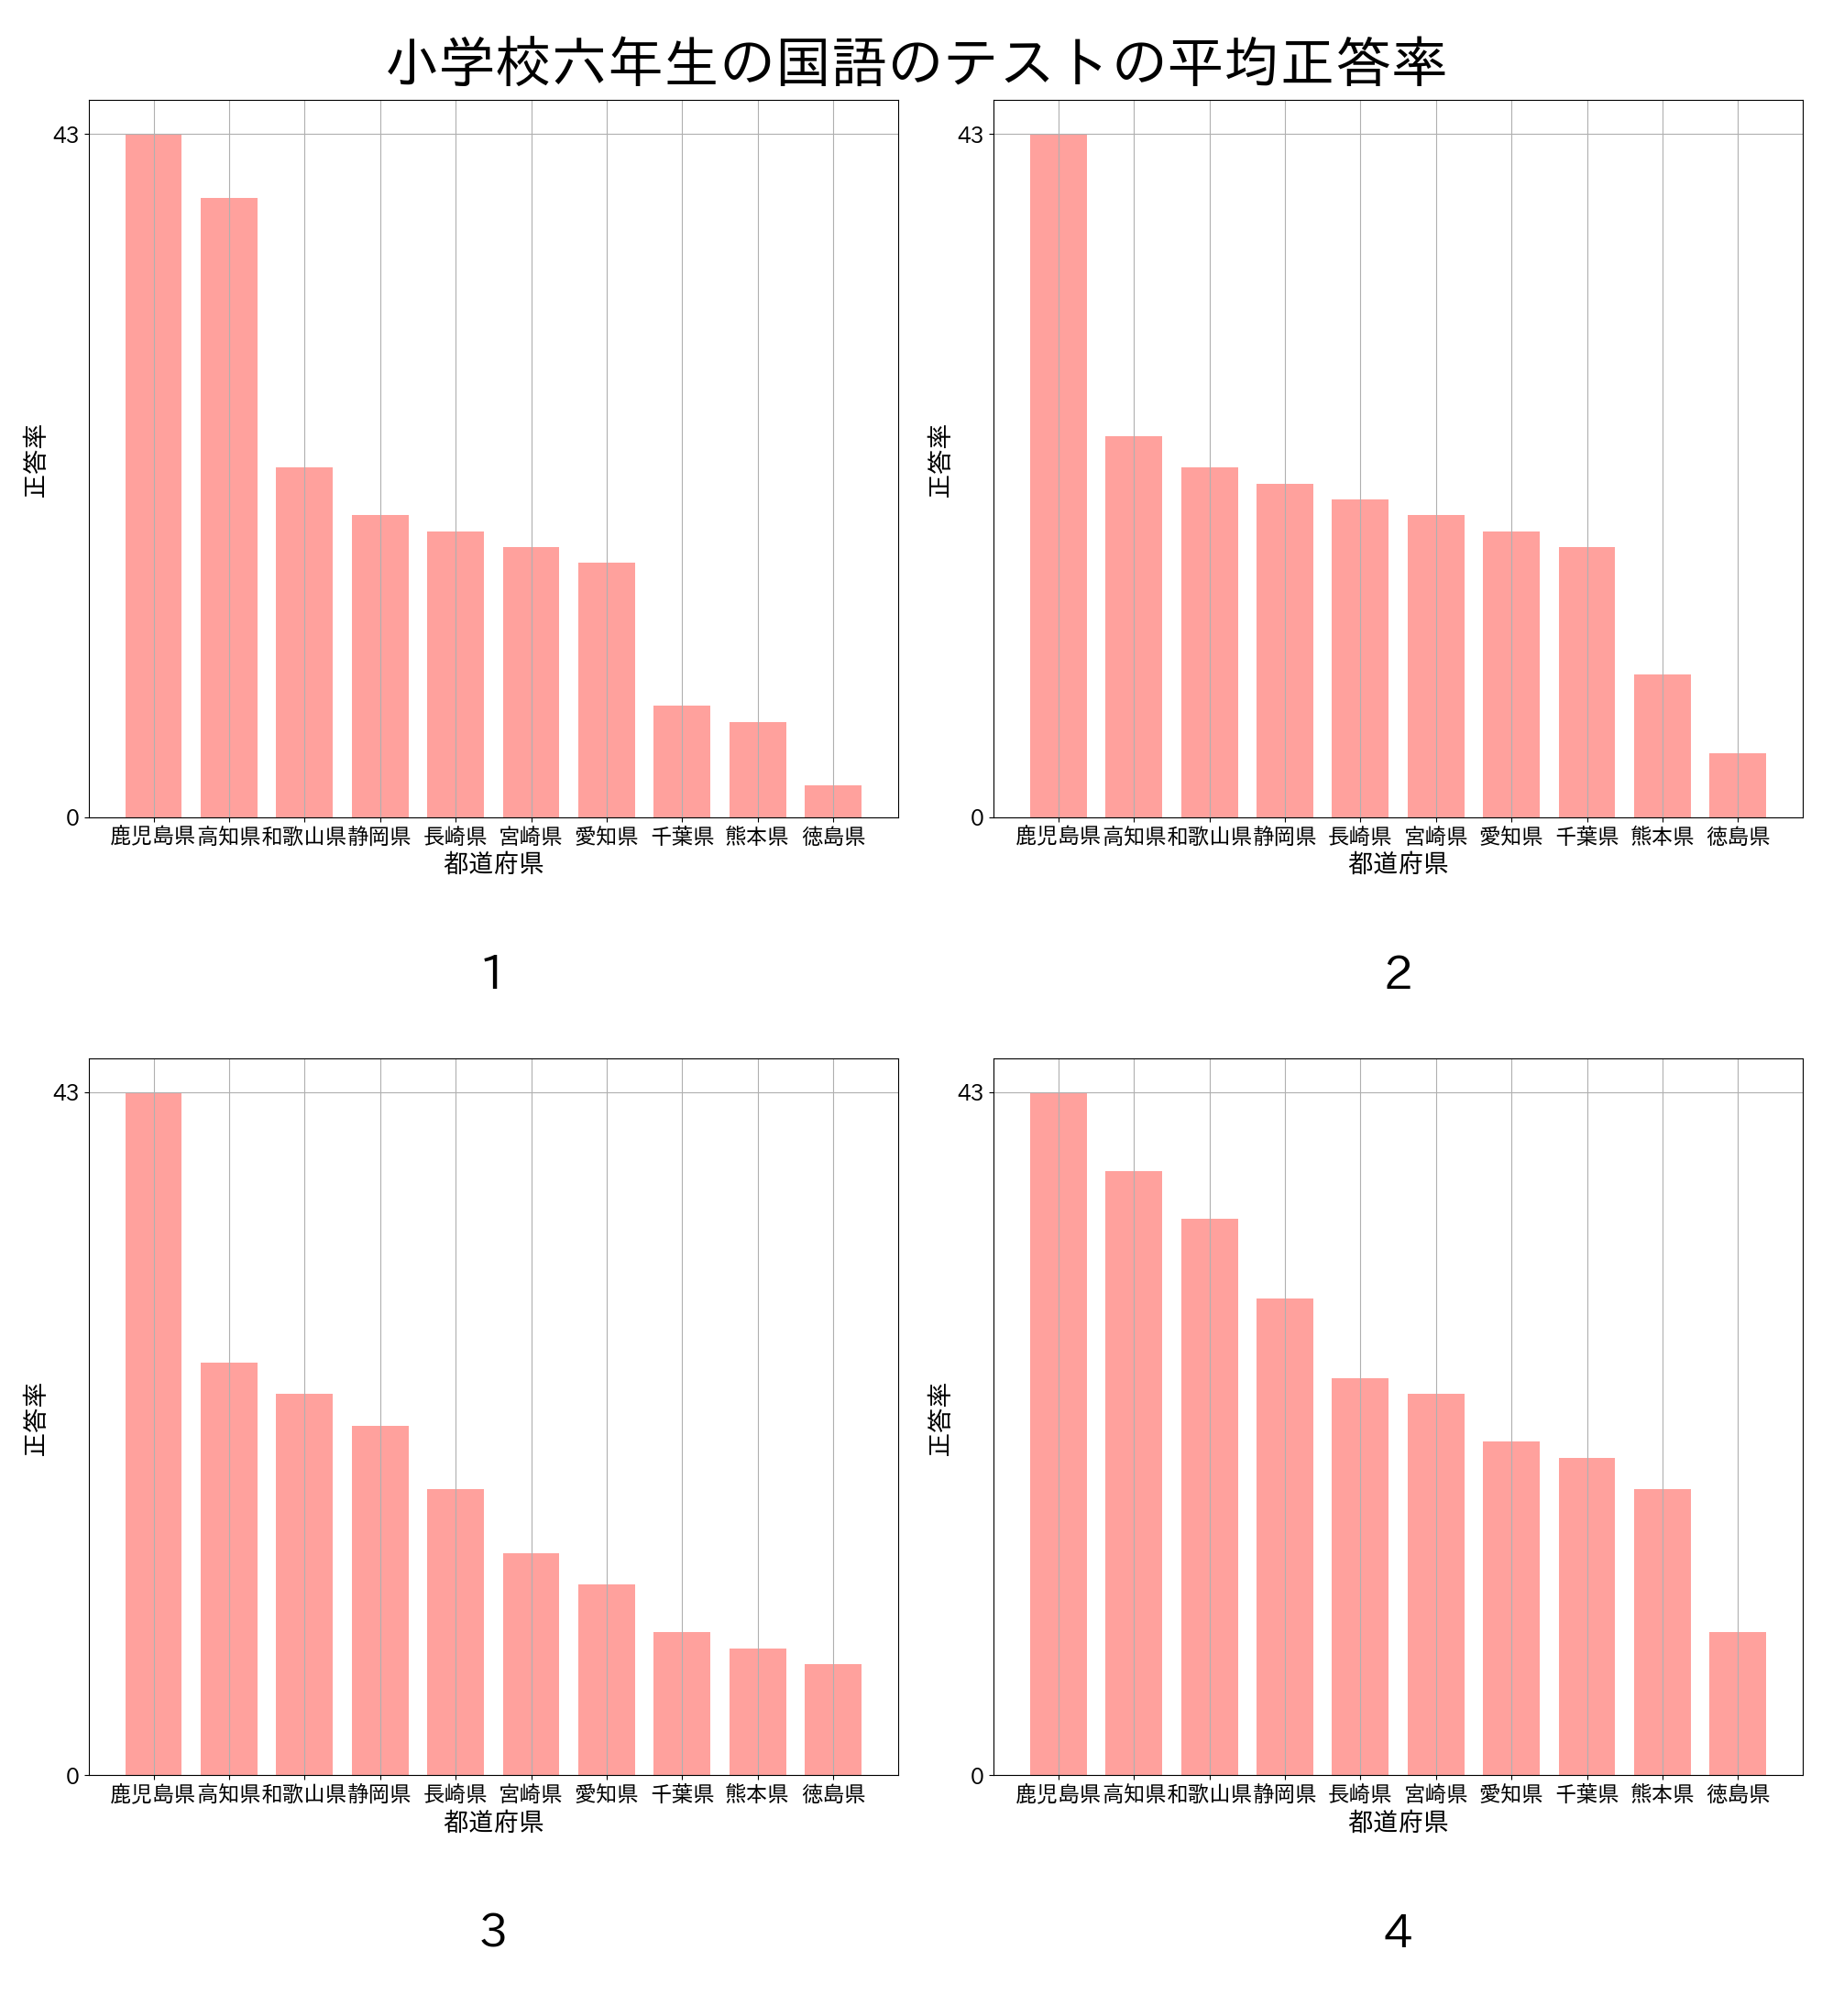 小学校六年生の国語のテストの平均正答率
43
0
正答率
鹿児島県 高知県 和歌山県 静岡県 長崎県 宮崎県 愛知県 千葉県 熊本県 徳島県
都道府県
1
43
0
正答率
鹿児島県 高知県 和歌山県 静岡県 長崎県 宮崎県 愛知県 千葉県 熊本県 徳島県
都道府県
2
43
0
正答率
鹿児島県 高知県 和歌山県 静岡県 長崎県 宮崎県 愛知県 千葉県 熊本県 徳島県
都道府県
3
43
0
正答率
鹿児島県 高知県 和歌山県 静岡県 長崎県 宮崎県 愛知県 千葉県 熊本県 徳島県
都道府県
4